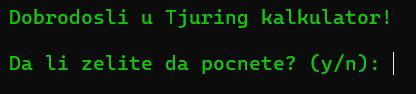 Dobrodosli u Tjuring kalkulator!
Da li zelite da pocnete? (y/n):